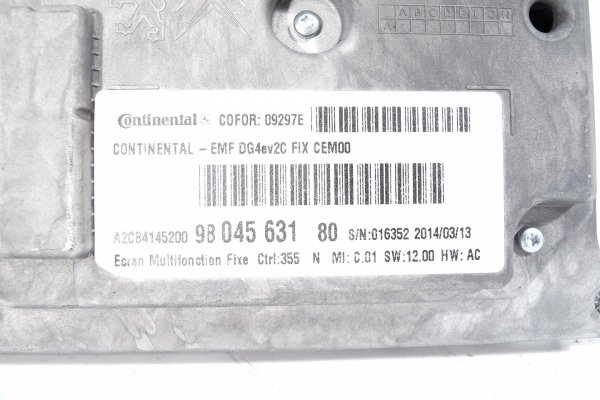 A B C D E F G H
Continental COFOR: 09297E
CONTINENTAL - EMF DG4ev2C FIX CEM00
A2C84145200 98 045 631 80 S/N:016352 2014/03/13
Ecran Multifonction Fixe Ctrl:355 N MI: C.01 SW:12.00 HW: AC